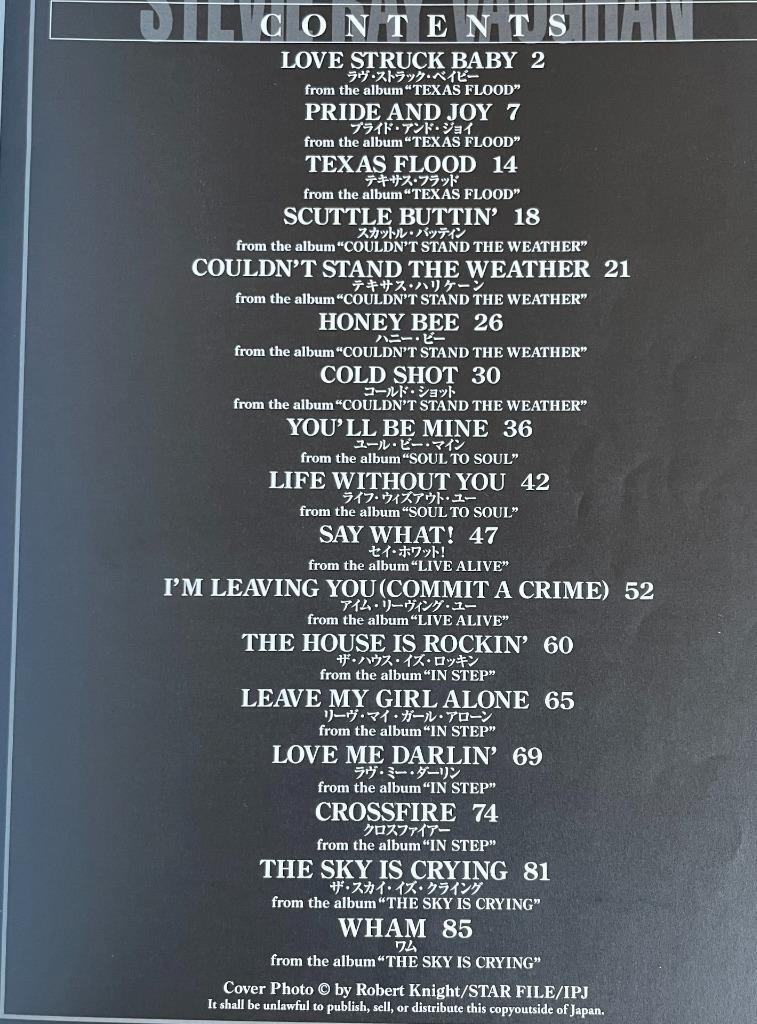 STEVIE RAY VAUGHAN
CONTENTS
LOVE STRUCK BABY 2
ラヴ・ストラック・ベイビー
from the album “TEXAS FLOOD”
PRIDE AND JOY 7
プライド・アンド・ジョイ
from the album “TEXAS FLOOD”
TEXAS FLOOD 14
テキサス・フラッド
from the album “TEXAS FLOOD”
SCUTTLE BUTTIN’ 18
スカットル・バッティン
from the album “COULDN’T STAND THE WEATHER”
COULDN’T STAND THE WEATHER 21
テキサス・ハリケーン
from the album “COULDN’T STAND THE WEATHER”
HONEY BEE 26
ハニー・ビー
from the album “COULDN’T STAND THE WEATHER”
COLD SHOT 30
コールド・ショット
from the album “COULDN’T STAND THE WEATHER”
YOU’LL BE MINE 36
ユール・ビー・マイン
from the album “SOUL TO SOUL”
LIFE WITHOUT YOU 42
ライフ・ウィズアウト・ユー
from the album “SOUL TO SOUL”
SAY WHAT! 47
セイ・ホワット!
from the album “LIVE ALIVE”
I’M LEAVING YOU (COMMIT A CRIME) 52
アイム・リーヴィング・ユー
from the album “LIVE ALIVE”
THE HOUSE IS ROCKIN’ 60
ザ・ハウス・イズ・ロッキン
from the album “IN STEP”
LEAVE MY GIRL ALONE 65
リーヴ・マイ・ガール・アローン
from the album “IN STEP”
LOVE ME DARLIN’ 69
ラヴ・ミー・ダーリン
from the album “IN STEP”
CROSSFIRE 74
クロスファイアー
from the album “IN STEP”
THE SKY IS CRYING 81
ザ・スカイ・イズ・クライング
from the album “THE SKY IS CRYING”
WHAM 85
ワム
from the album “THE SKY IS CRYING”
Cover Photo © by Robert Knight/STAR FILE/IPJ
It shall be unlawful to publish, sell, or distribute this copyoutside of Japan.